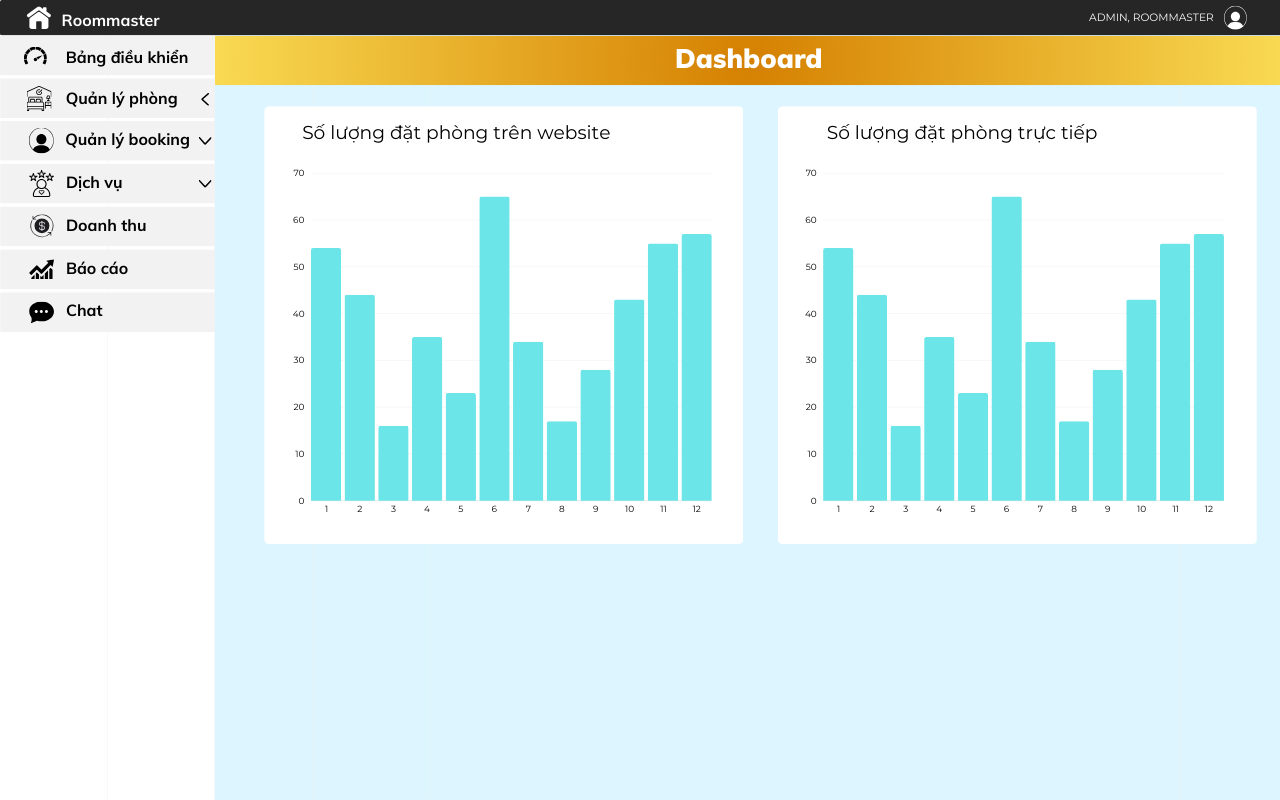 Roommaster
ADMIN, ROOMMASTER
Bảng điều khiển
Quản lý phòng
Quản lý booking
Dịch vụ
Doanh thu
Báo cáo
Chat
Dashboard
Số lượng đặt phòng trên website
70
60
50
40
30
20
10
0
1 2 3 4 5 6 7 8 9 10 11 12
Số lượng đặt phòng trực tiếp
70
60
50
40
30
20
10
0
1 2 3 4 5 6 7 8 9 10 11 12